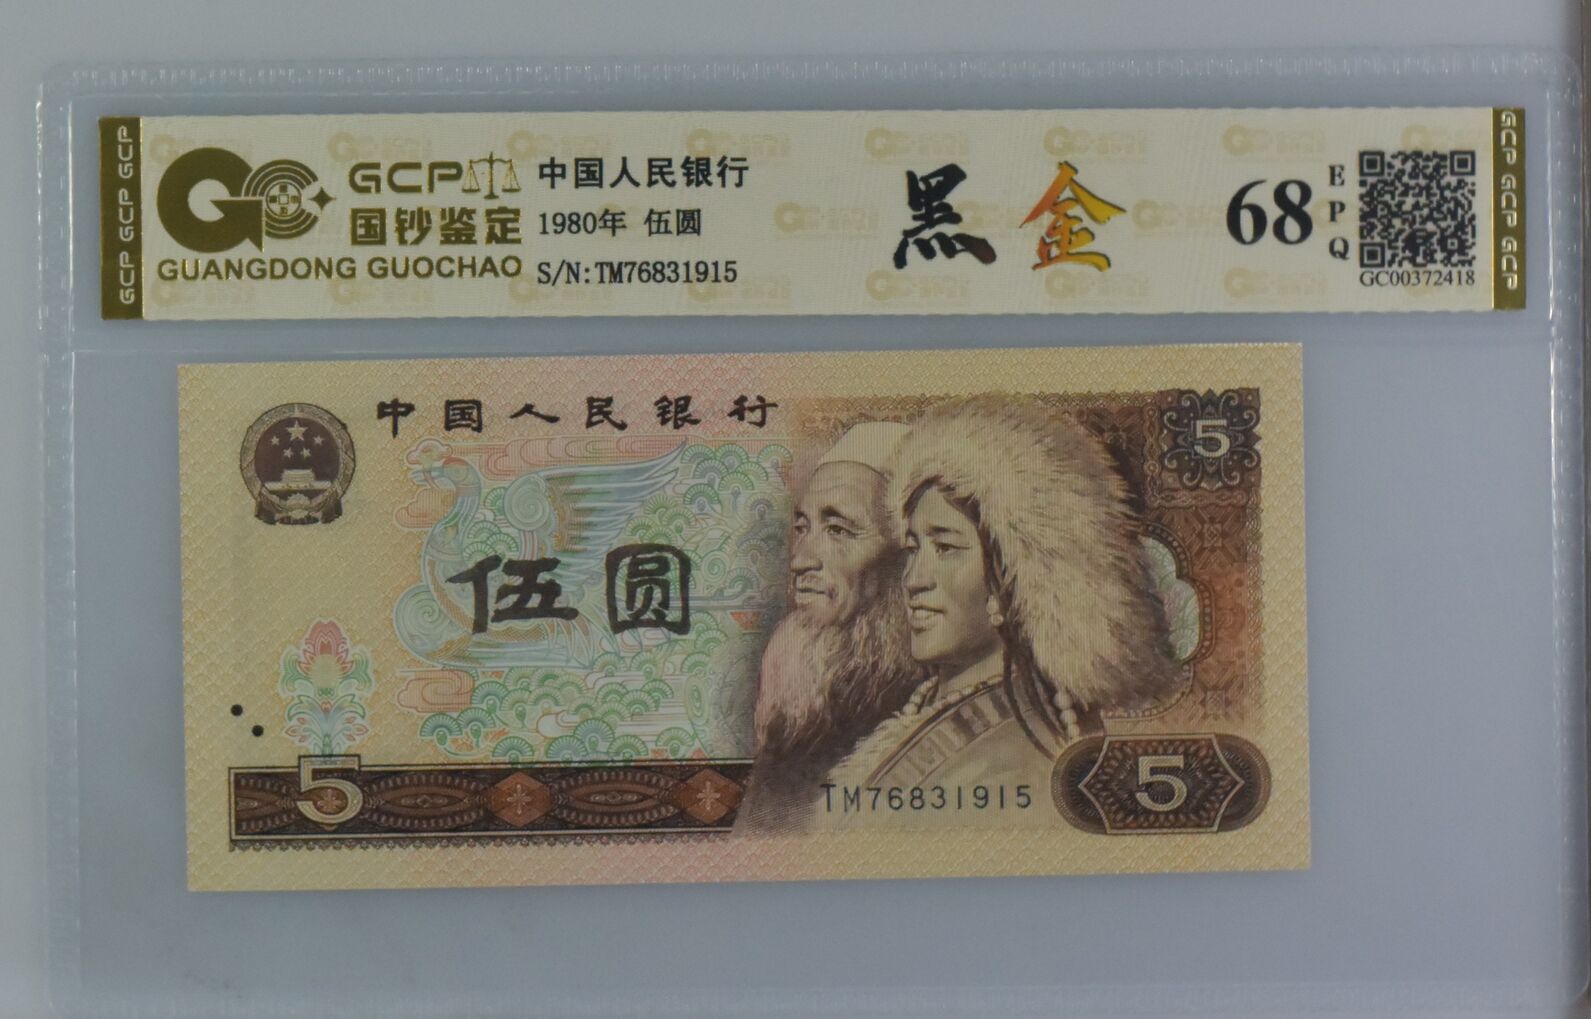 GCP GCP GCP
GCP
国钞鉴定
GUANGDONG GUOCHAO
中国人民银行
1980年 伍圆
S/N:TM76831915
黑金
68
EPQ
GC00372418
GCP GCP GCP
中国人民银行
5
伍圆
5
TM76831915
5